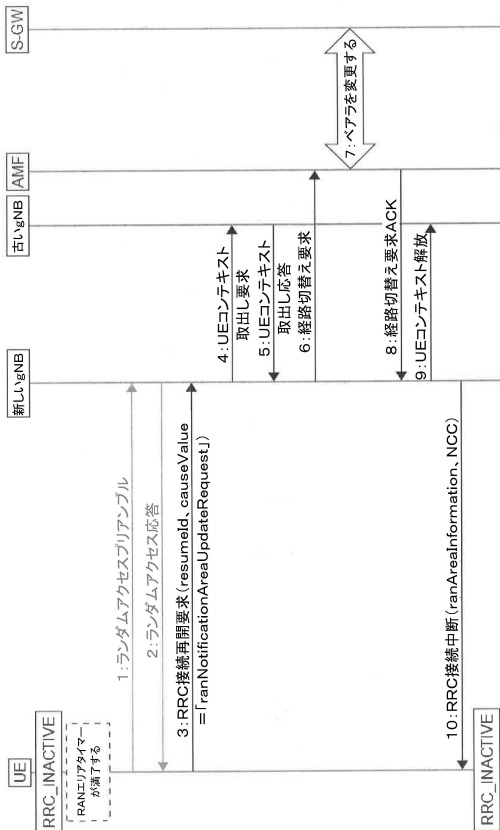 UE
新しいgNB
古いgNB
AMF
S-GW
RRC_INACTIVE
RANエリアタイマー
が満了する
1:ランダムアクセスプリアンブル
2:ランダムアクセス応答
3:RRC接続再開要求(resumeId、causeValue
=「ranNotificationAreaUpdateRequest」)
4:UEコンテキスト
取出し要求
5:UEコンテキスト
取出し応答
6:経路切替え要求
7:ベアラを変更する
8:経路切替え要求ACK
9:UEコンテキスト解放
10:RRC接続中断(ranAreaInformation、NCC)
RRC_INACTIVE